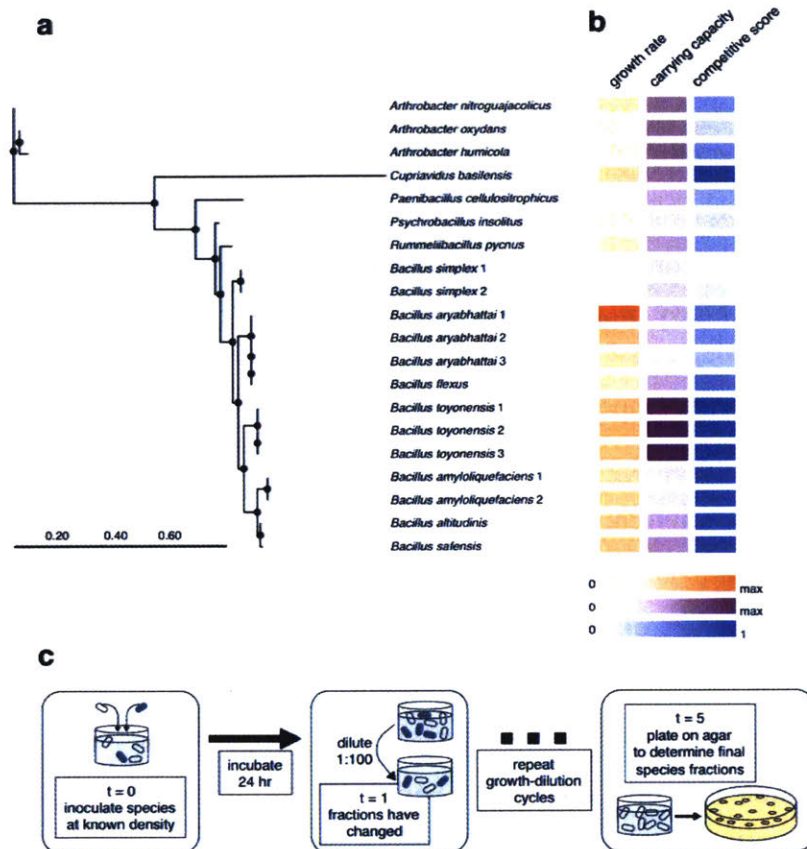 a
b
growth rate
carrying capacity
competitive score
Arthrobacter nitroguajacolicus
Arthrobacter oxydans
Arthrobacter humicola
Cupriavidus basilensis
Paenibacillus cellulositrophicus
Psychrobacillus insolitus
Rummeliibacillus pycnus
Bacillus simplex 1
Bacillus simplex 2
Bacillus aryabhattai 1
Bacillus aryabhattai 2
Bacillus aryabhattai 3
Bacillus flexus
Bacillus toyonensis 1
Bacillus toyonensis 2
Bacillus toyonensis 3
Bacillus amyloliquefaciens 1
Bacillus amyloliquefaciens 2
Bacillus altitudinis
Bacillus safensis
0.20 0.40 0.60
0 max
0 max
0 1
c
t = 0
inoculate species
at known density
incubate
24 hr
dilute
1:100
t = 1
fractions have
changed
repeat
growth-dilution
cycles
t = 5
plate on agar
to determine final
species fractions